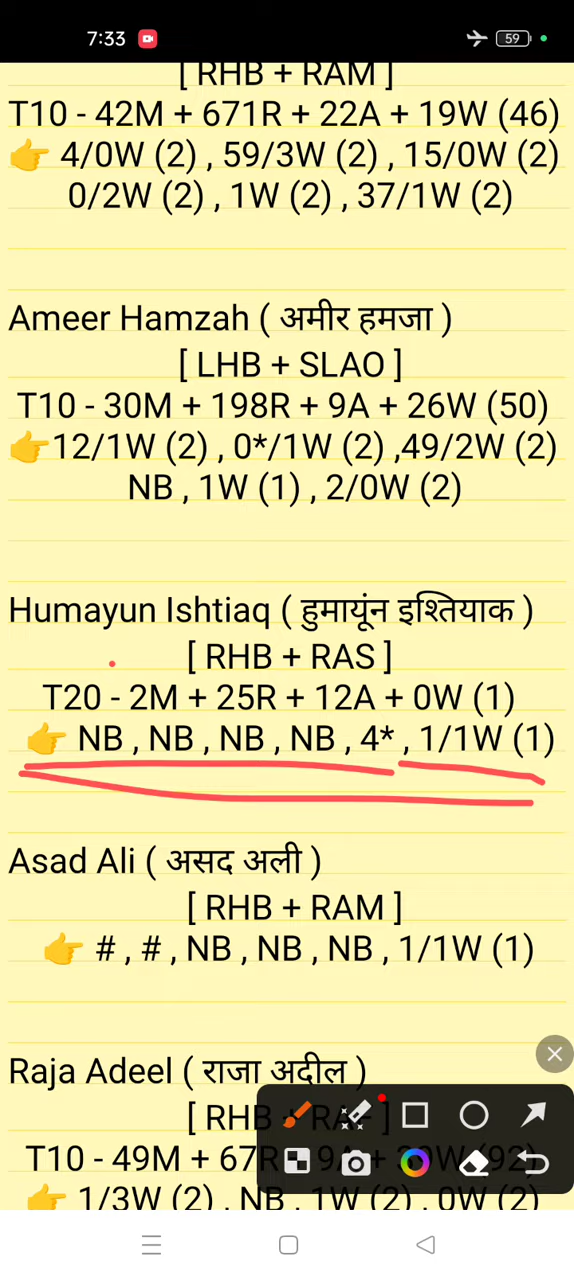 7:33
59
[ RHB + RAM ]
T10 - 42M + 671R + 22A + 19W (46)
👉 4/0W (2) , 59/3W (2) , 15/0W (2)
0/2W (2) , 1W (2) , 37/1W (2)
Ameer Hamzah ( अमीर हमजा )
[ LHB + SLAO ]
T10 - 30M + 198R + 9A + 26W (50)
👉12/1W (2) , 0*/1W (2) ,49/2W (2)
NB , 1W (1) , 2/0W (2)
Humayun Ishtiaq ( हुमायूंन इश्तियाक )
[ RHB + RAS ]
T20 - 2M + 25R + 12A + 0W (1)
👉 NB , NB , NB , NB , 4* , 1/1W (1)
Asad Ali ( असद अली )
[ RHB + RAM ]
👉 # , # , NB , NB , NB , 1/1W (1)
Raja Adeel ( राजा अदील )
[ RHB + ]
T10 - 49M + 67R + 9A + W (92)
👉 1/3W (2) , NB , 1W (2) , 0W (2)